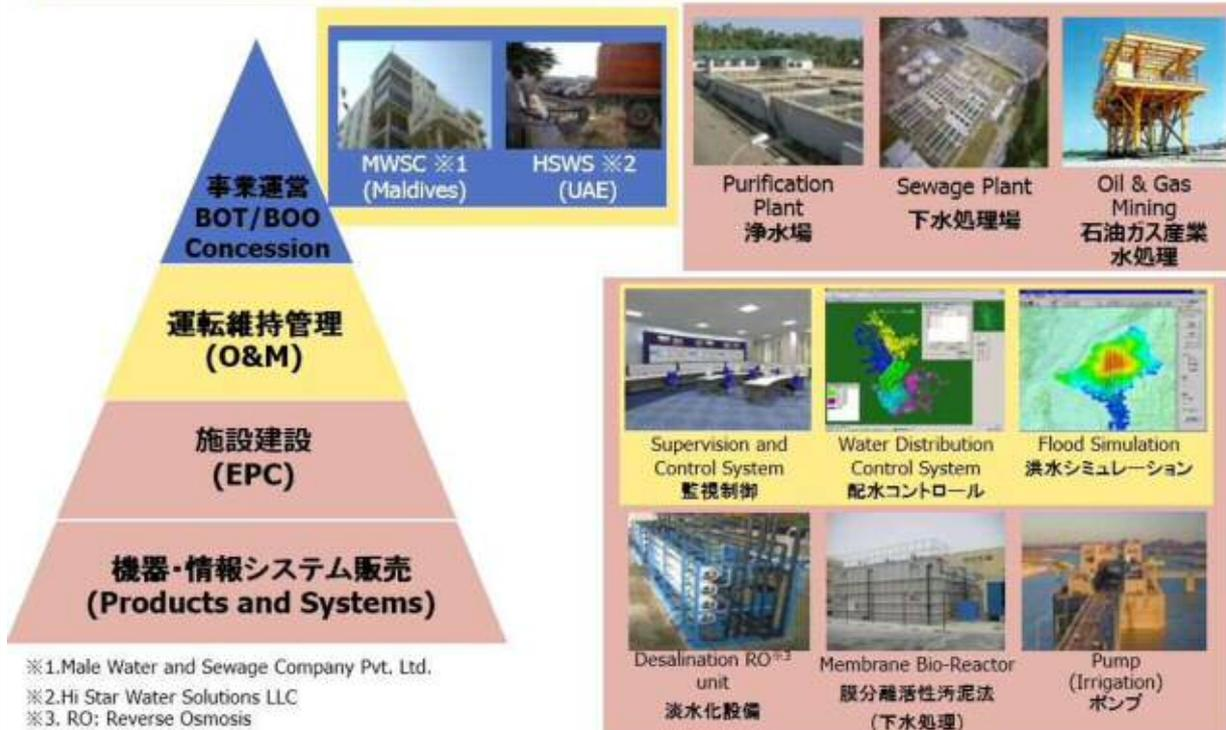 事業運営
BOT/BOO
Concession
運転維持管理
(O&M)
施設建設
(EPC)
機器・情報システム販売
(Products and Systems)
※1.Male Water and Sewage Company Pvt. Ltd.
※2.Hi Star Water Solutions LLC
※3. RO: Reverse Osmosis
MWSC ※1
(Maldives)
HSWS ※2
(UAE)
Purification
Plant
浄水場
Sewage Plant
下水処理場
Oil & Gas
Mining
石油ガス産業
水処理
Supervision and
Control System
監視制御
Water Distribution
Control System
配水コントロール
Flood Simulation
洪水シミュレーション
Desalination RO※3
unit
淡水化設備
Membrane Bio-Reactor
膜分離活性汚泥法
(下水処理)
Pump
(Irrigation)
ポンプ